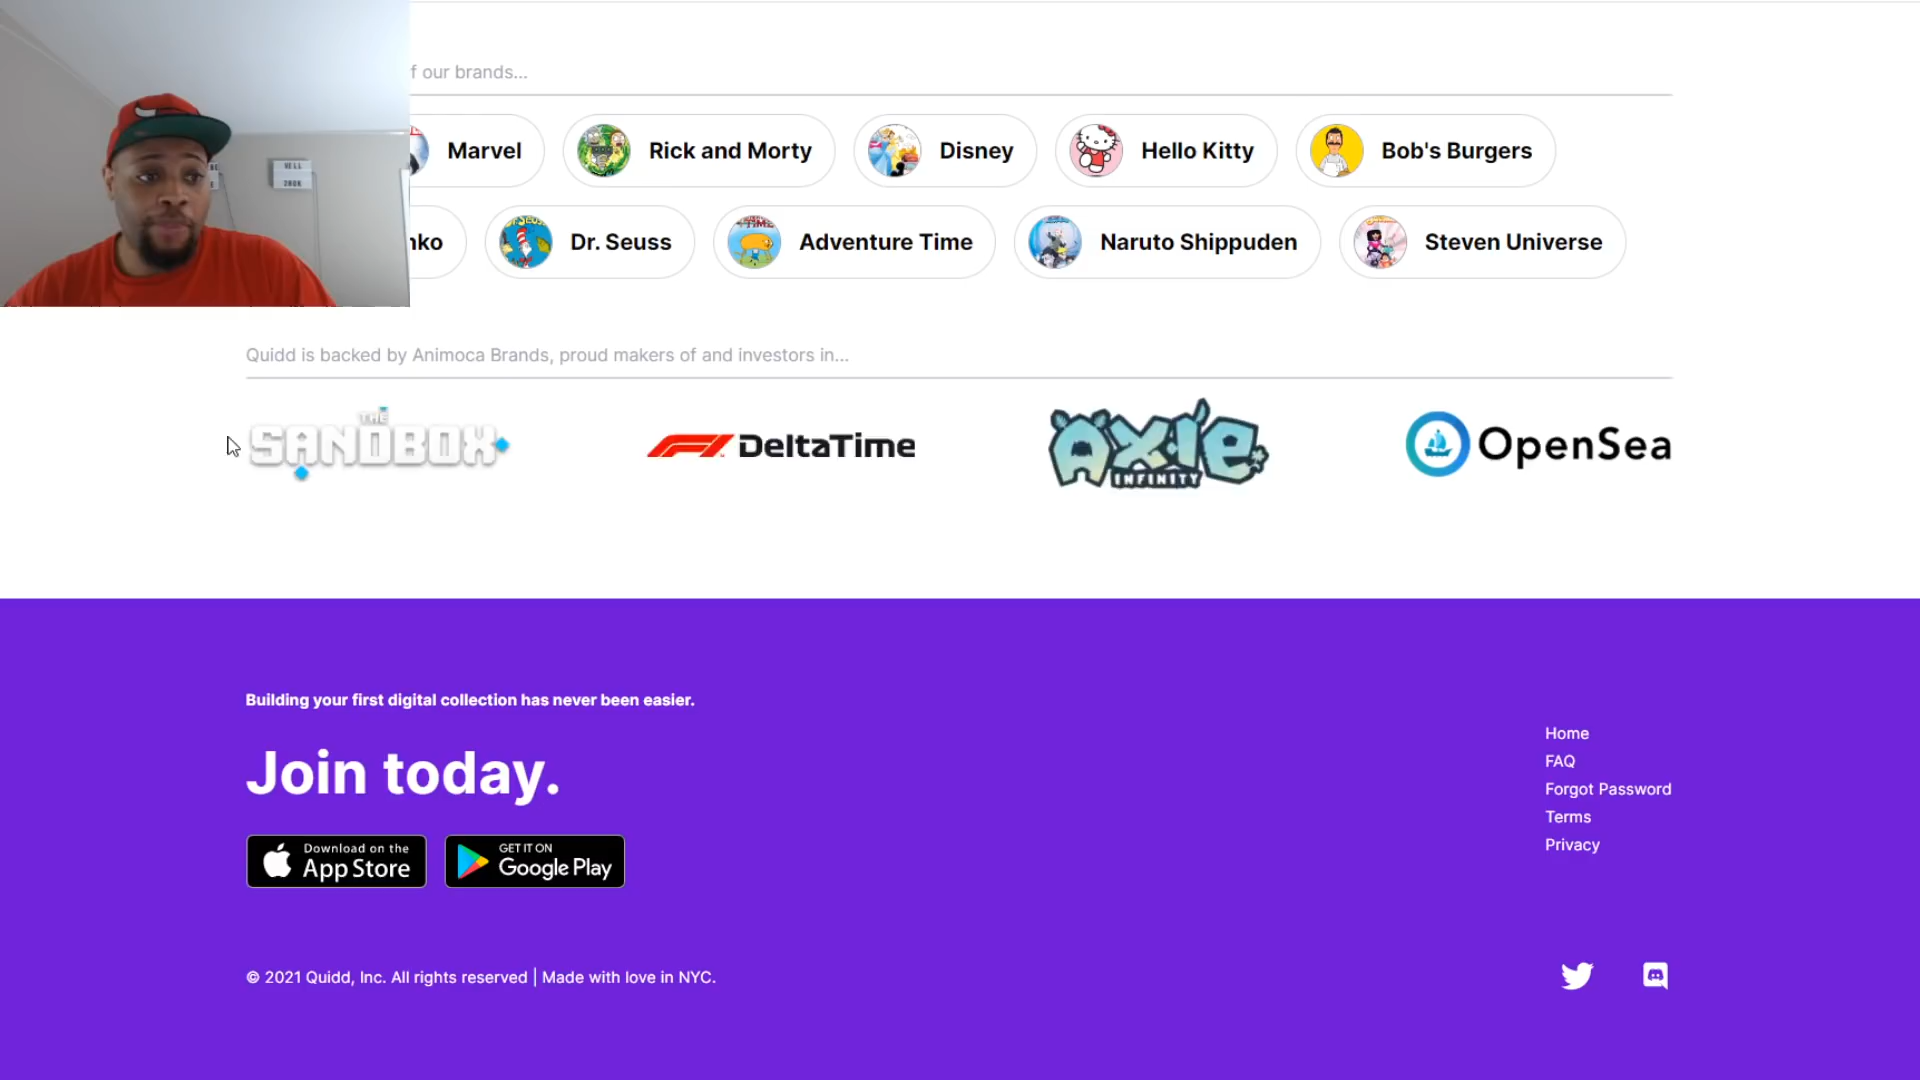 f our brands...
Marvel
Rick and Morty
Disney
Hello Kitty
Bob's Burgers
nko
Dr. Seuss
Adventure Time
Naruto Shippuden
Steven Universe
Quidd is backed by Animoca Brands, proud makers of and investors in...
THE
SANDBOX
F1 DeltaTime
AXIE
INFINITY
OpenSea
Building your first digital collection has never been easier.
Join today.
Download on the
App Store
GET IT ON
Google Play
Home
FAQ
Forgot Password
Terms
Privacy
© 2021 Quidd, Inc. All rights reserved | Made with love in NYC.